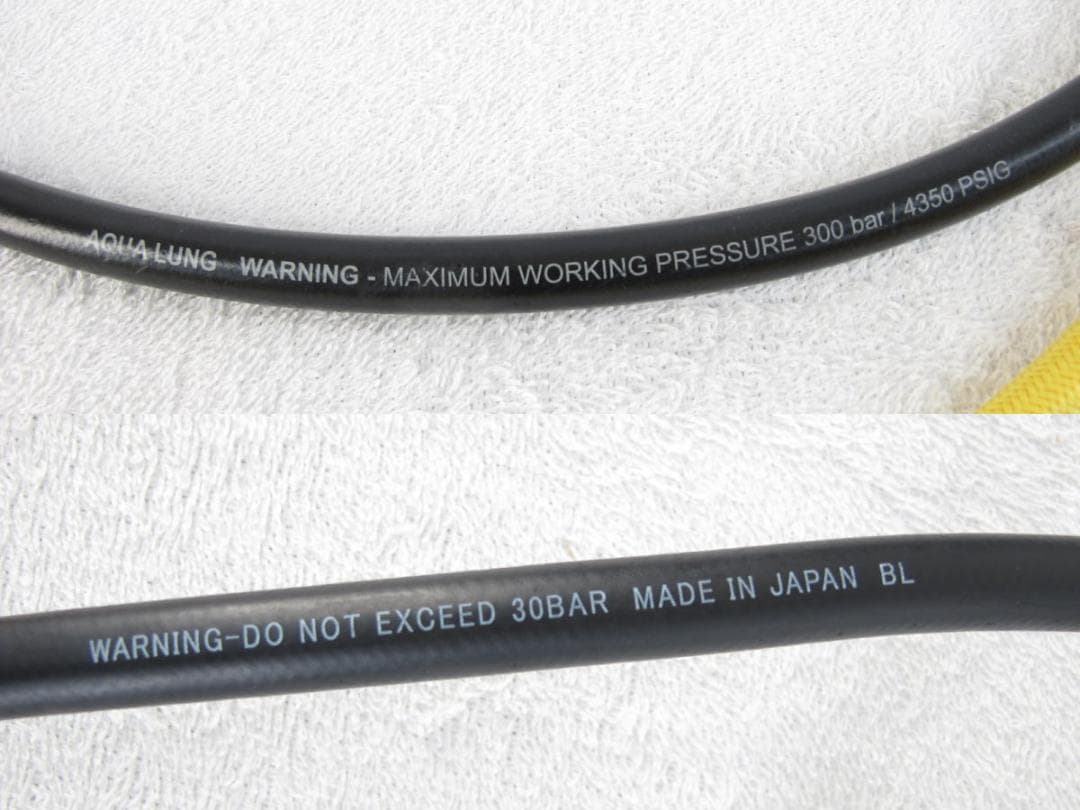 AQUA LUNG WARNING - MAXIMUM WORKING PRESSURE 300 bar / 4350 PSIG
WARNING-DO NOT EXCEED 30BAR MADE IN JAPAN BL